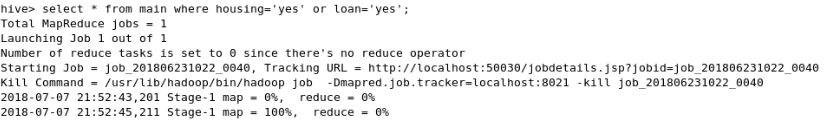 hive> select * from main where housing='yes' or loan='yes';
Total MapReduce jobs = 1
Launching Job 1 out of 1
Number of reduce tasks is set to 0 since there's no reduce operator
Starting Job = job_201806231022_0040, Tracking URL = http://localhost:50030/jobdetails.jsp?jobid=job_201806231022_0040
Kill Command = /usr/lib/hadoop/bin/hadoop job  -Dmapred.job.tracker=localhost:8021 -kill job_201806231022_0040
2018-07-07 21:52:43,201 Stage-1 map = 0%,  reduce = 0%
2018-07-07 21:52:45,211 Stage-1 map = 100%,  reduce = 0%